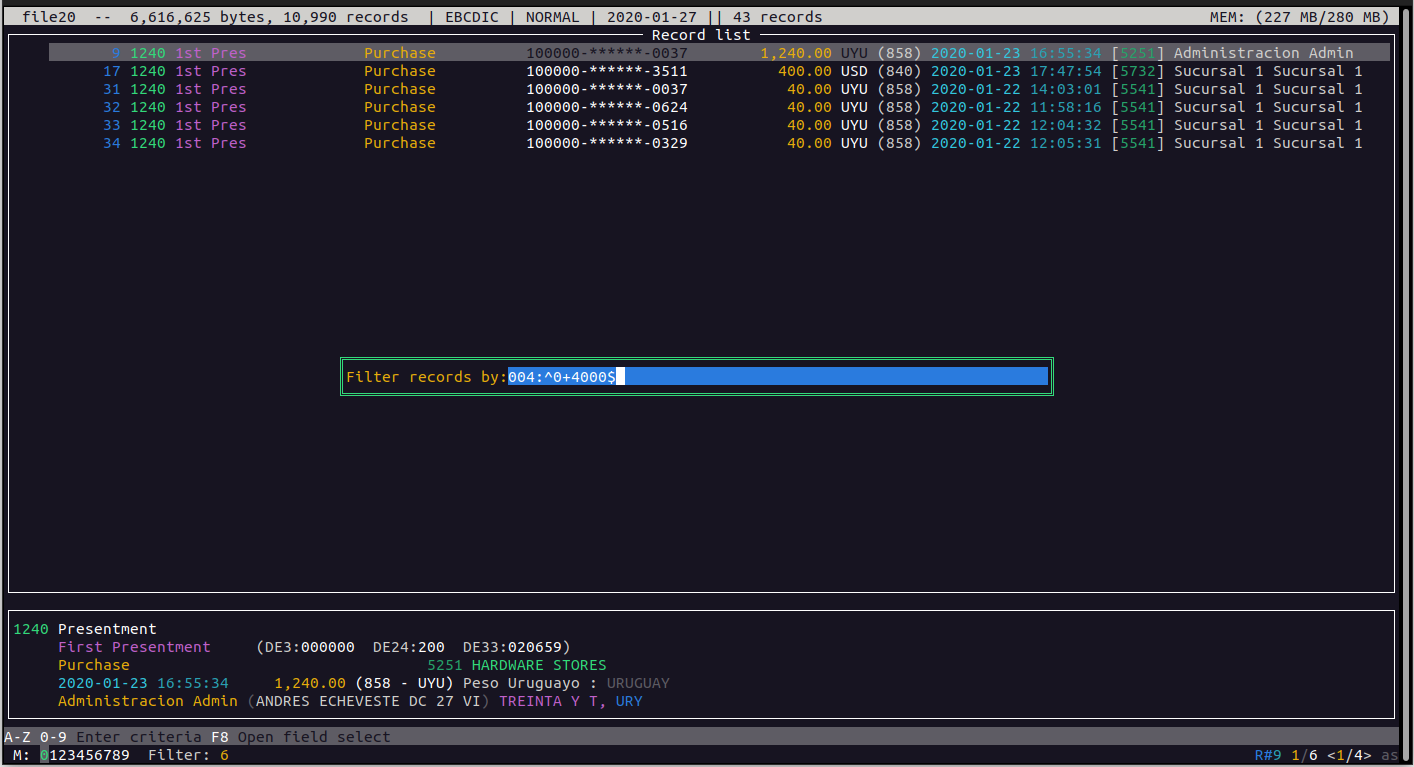 file20  --  6,616,625 bytes, 10,990 records  | EBCDIC | NORMAL | 2020-01-27 || 43 records MEM: (227 MB/280 MB)
Record list
9 1240 1st Pres Purchase 100000-******-0037 1,240.00 UYU (858) 2020-01-23 16:55:34 [5251] Administracion Admin
17 1240 1st Pres Purchase 100000-******-3511 400.00 USD (840) 2020-01-23 17:47:54 [5732] Sucursal 1 Sucursal 1
31 1240 1st Pres Purchase 100000-******-0037 40.00 UYU (858) 2020-01-22 14:03:01 [5541] Sucursal 1 Sucursal 1
32 1240 1st Pres Purchase 100000-******-0624 40.00 UYU (858) 2020-01-22 11:58:16 [5541] Sucursal 1 Sucursal 1
33 1240 1st Pres Purchase 100000-******-0516 40.00 UYU (858) 2020-01-22 12:04:32 [5541] Sucursal 1 Sucursal 1
34 1240 1st Pres Purchase 100000-******-0329 40.00 UYU (858) 2020-01-22 12:05:31 [5541] Sucursal 1 Sucursal 1
Filter records by:004:^0+4000$
1240 Presentment
First Presentment (DE3:000000 DE24:200 DE33:020659)
Purchase 5251 HARDWARE STORES
2020-01-23 16:55:34 1,240.00 (858 - UYU) Peso Uruguayo : URUGUAY
Administracion Admin (ANDRES ECHEVESTE DC 27 VI) TREINTA Y T, URY
A-Z 0-9 Enter criteria F8 Open field select
M: 0123456789 Filter: 6 R#9 1/6 <1/4> as